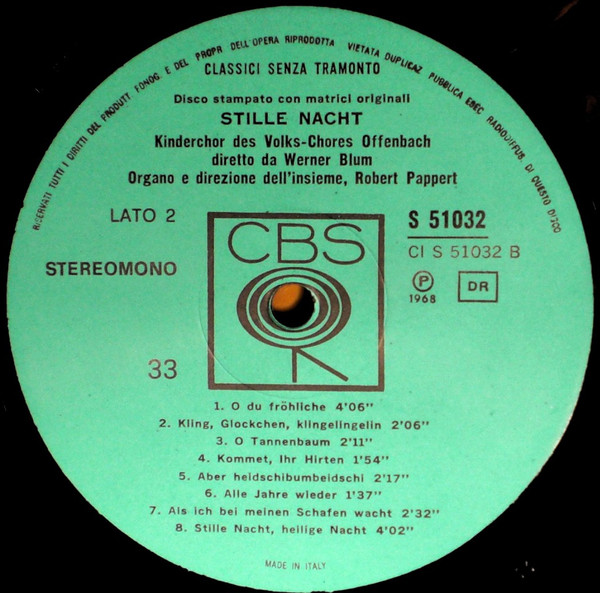 RISERVATI TUTTI I DIRITTI DEL PRODUTT FONOG. E DEL PROPR DELL'OPERA RIPRODOTTA VIETATA DUPLICAZ PUBBLICA ESEC RADIODIFFUS. DI QUESTO DISCO
CLASSICI SENZA TRAMONTO
Disco stampato con matrici originali
STILLE NACHT
Kinderchor des Volks-Chores Offenbach
diretto da Werner Blum
Organo e direzione dell'insieme, Robert Pappert
LATO 2
S 51032
CBS
CI S 51032 B
STEREOMONO
Ⓟ
1968
DR
33
1. O du fröhliche 4'06"
2. Kling, Glockchen, klingelingelin 2'06"
3. O Tannenbaum 2'11"
4. Kommet, Ihr Hirten 1'54"
5. Aber heidschibumbeidschi 2'17"
6. Alle Jahre wieder 1'37"
7. Als ich bei meinen Schafen wacht 2'32"
8. Stille Nacht, heilige Nacht 4'02"
MADE IN ITALY